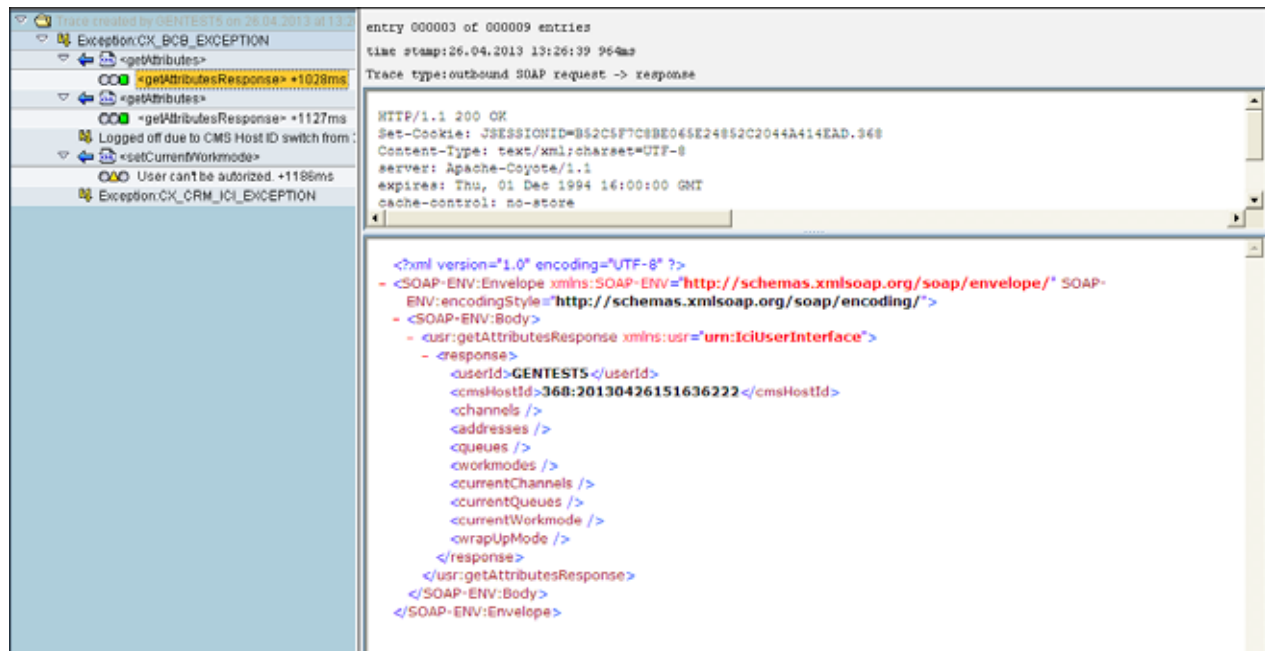 Trace created by GENTEST5 on 26.04.2013 at 13:2
Exception:CX_BCB_EXCEPTION
<getAttributes>
<getAttributesResponse> +1028ms
<getAttributes>
<getAttributesResponse> +1127ms
Logged off due to CMS Host ID switch from
<setCurrentWorkmode>
User can't be autorized. +1186ms
Exception:CX_CRM_ICI_EXCEPTION
entry 000003 of 000009 entries
time stamp:26.04.2013 13:26:39 964ms
Trace type:outbound SOAP request -> response
HTTP/1.1 200 OK
Set-Cookie: JSESSIONID=B52C5F7C8BE065E24852C2044A414EAD.368
Content-Type: text/xml;charset=UTF-8
server: Apache-Coyote/1.1
expires: Thu, 01 Dec 1994 16:00:00 GMT
cache-control: no-store
<?xml version="1.0" encoding="UTF-8" ?>
- <SOAP-ENV:Envelope xmlns:SOAP-ENV="http://schemas.xmlsoap.org/soap/envelope/" SOAP-
ENV:encodingStyle="http://schemas.xmlsoap.org/soap/encoding/">
- <SOAP-ENV:Body>
- <usr:getAttributesResponse xmlns:usr="urn:IciUserInterface">
- <response>
<userId>GENTEST5</userId>
<cmsHostId>368:20130426151636222</cmsHostId>
<channels />
<addresses />
<queues />
<workmodes />
<currentChannels />
<currentQueues />
<currentWorkmode />
<wrapUpMode />
</response>
</usr:getAttributesResponse>
</SOAP-ENV:Body>
</SOAP-ENV:Envelope>